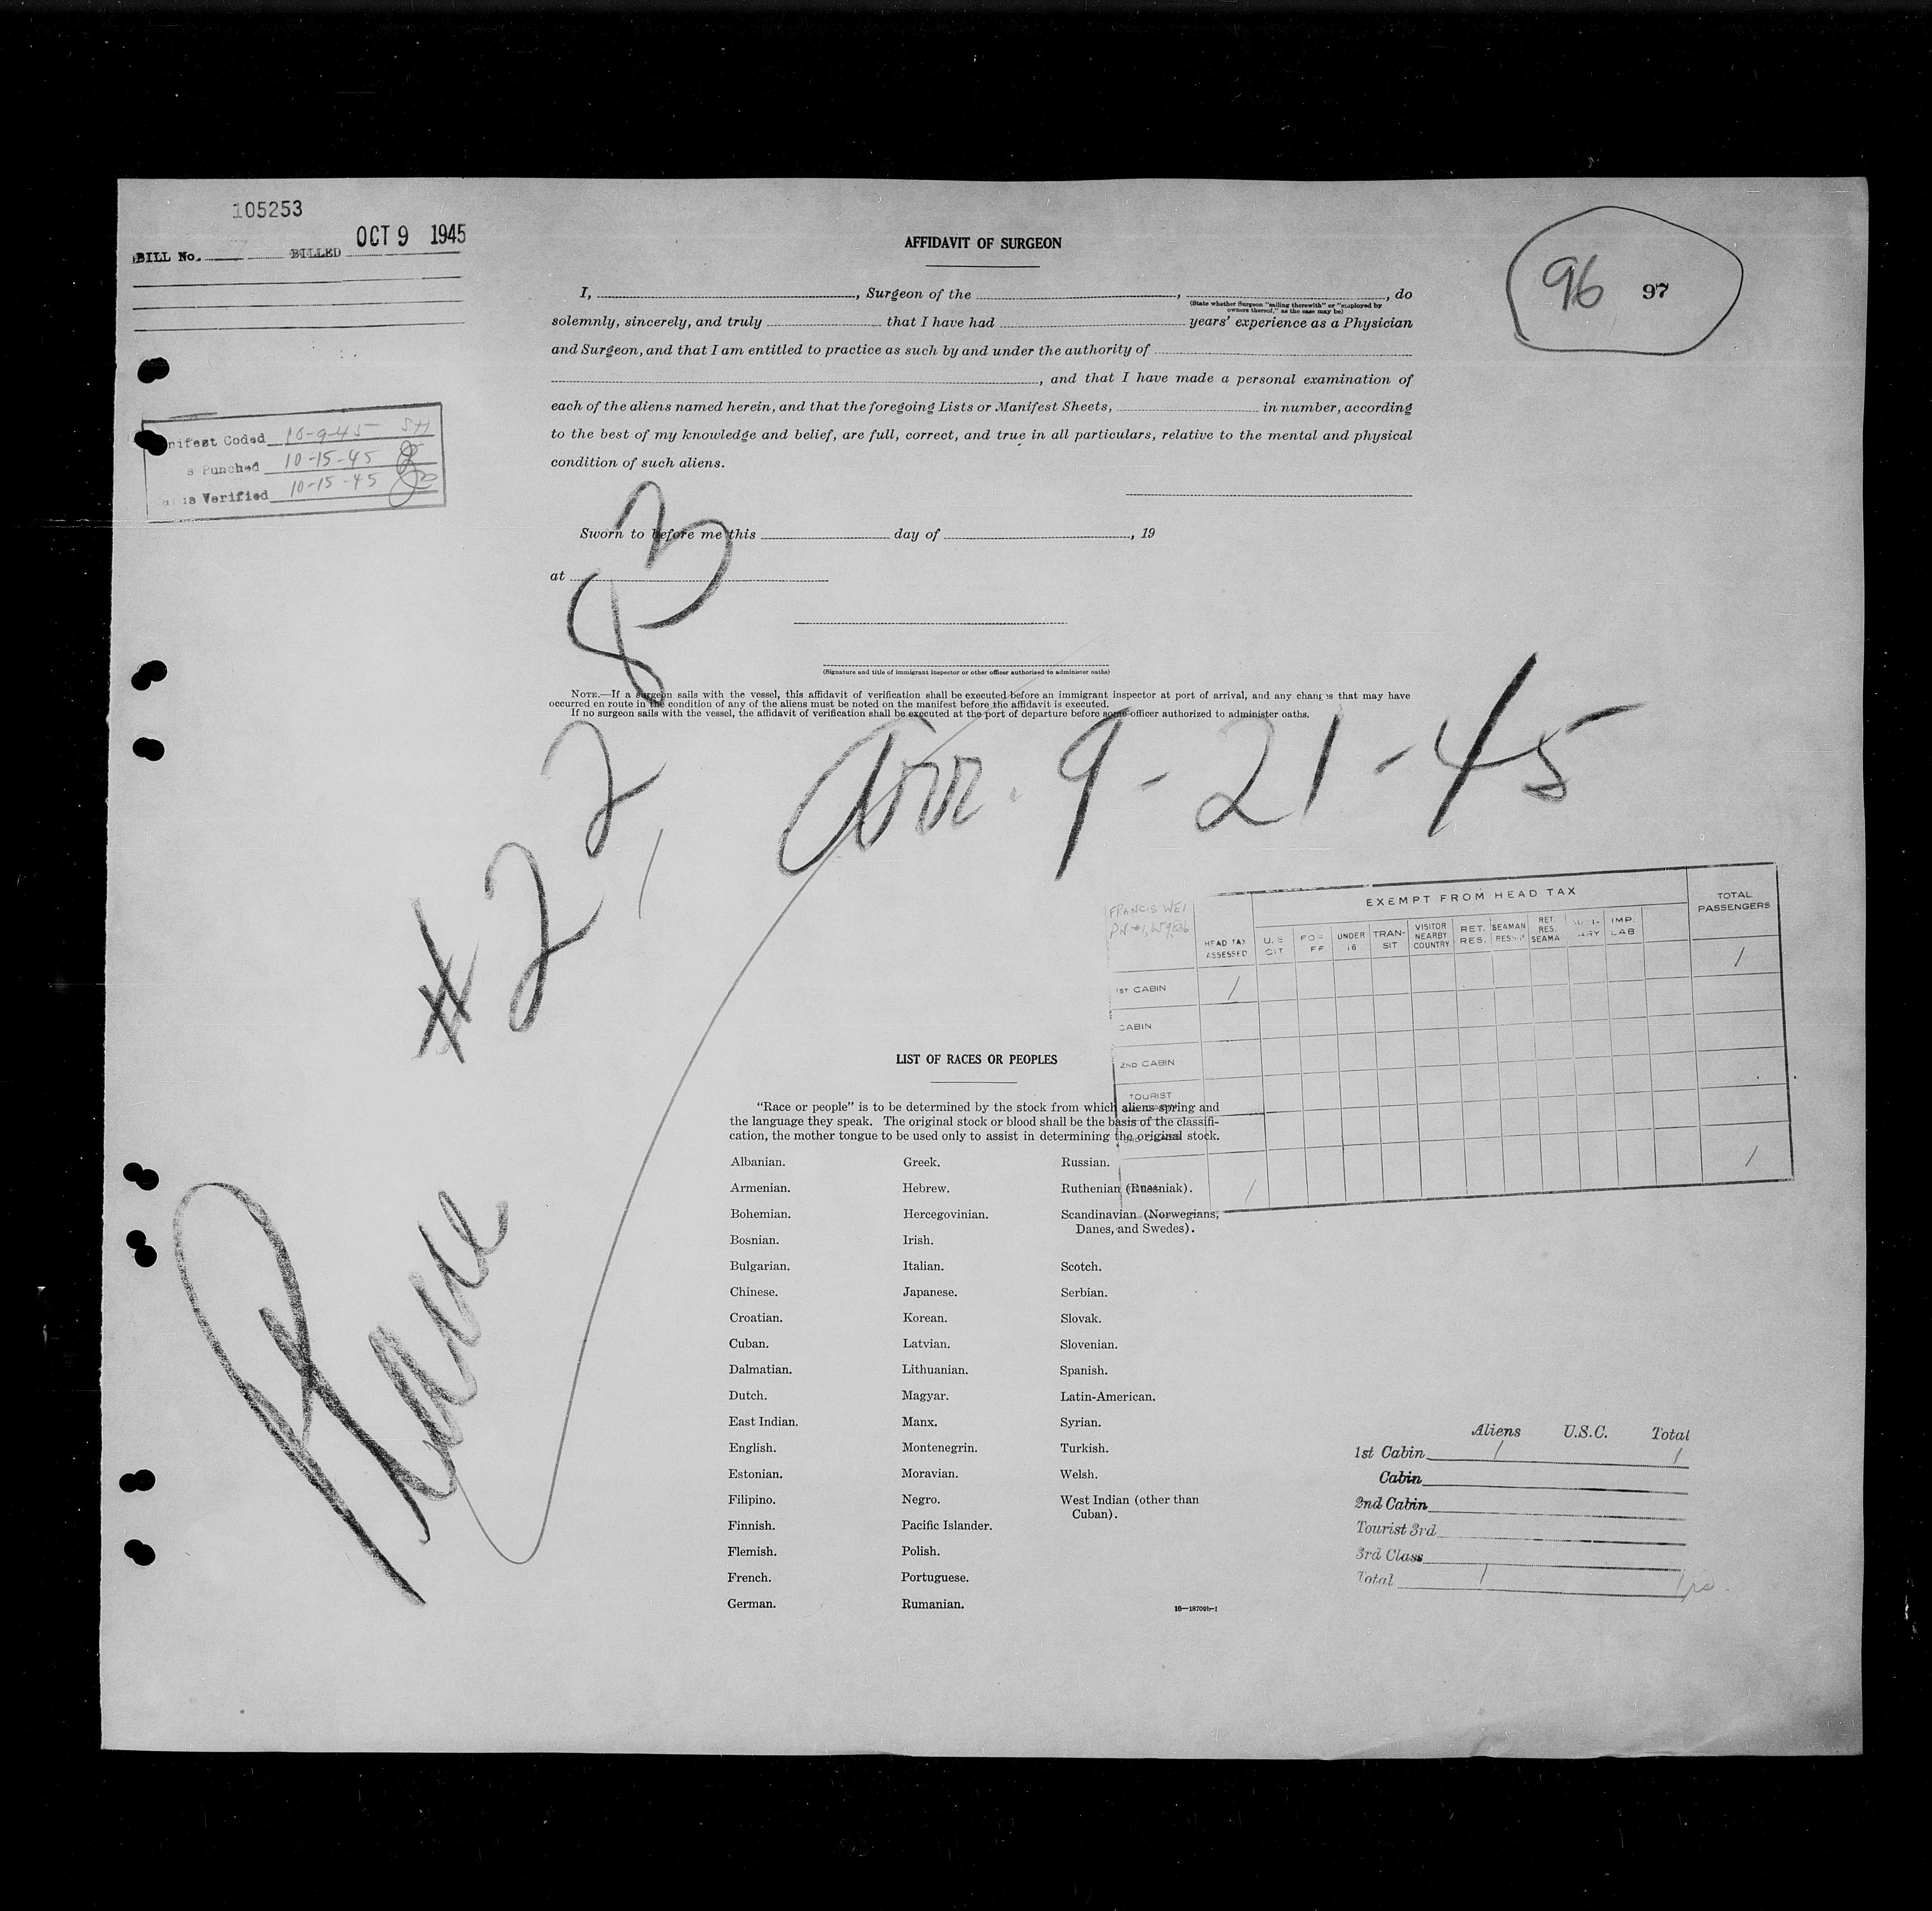 105253
BILL No. BILLED OCT 9 1945
AFFIDAVIT OF SURGEON
96 97
I, , Surgeon of the , , do
(State whether Surgeon "sailing therewith" or "employed by
owners thereof," as the case may be)
solemnly, sincerely, and truly that I have had years' experience as a Physician
and Surgeon, and that I am entitled to practice as such by and under the authority of
, and that I have made a personal examination of
each of the aliens named herein, and that the foregoing Lists or Manifest Sheets, in number, according
to the best of my knowledge and belief, are full, correct, and true in all particulars, relative to the mental and physical
condition of such aliens.
nifest Coded 10-9-45 SH
s Punched 10-15-45
Verified 10-15-45
Sworn to before me this day of , 19
at
(Signature and title of immigrant inspector or other officer authorized to administer oaths)
NOTE.—If a surgeon sails with the vessel, this affidavit of verification shall be executed before an immigrant inspector at port of arrival, and any changes that may have
occurred en route in the condition of any of the aliens must be noted on the manifest before the affidavit is executed.
If no surgeon sails with the vessel, the affidavit of verification shall be executed at the port of departure before some officer authorized to administer oaths.
Arr. 9-21-45
Plane
FRANCIS WEI
EXEMPT FROM HEAD TAX
TOTAL
PASSENGERS
HEAD TAX
ASSESSED
U.S.
CIT
UNDER
16
TRAN-
SIT
VISITOR
NEARBY
COUNTRY
RET.
RES.
SEAMAN
RET.
RES.
SEAMA
IMP.
LAB
1
1ST CABIN 1
CABIN
2ND CABIN
TOURIST
1 1
LIST OF RACES OR PEOPLES
"Race or people" is to be determined by the stock from which aliens spring and
the language they speak. The original stock or blood shall be the basis of the classifi-
cation, the mother tongue to be used only to assist in determining the original stock.
Albanian.
Armenian.
Bohemian.
Bosnian.
Bulgarian.
Chinese.
Croatian.
Cuban.
Dalmatian.
Dutch.
East Indian.
English.
Estonian.
Filipino.
Finnish.
Flemish.
French.
German.
Greek.
Hebrew.
Hercegovinian.
Irish.
Italian.
Japanese.
Korean.
Latvian.
Lithuanian.
Magyar.
Manx.
Montenegrin.
Moravian.
Negro.
Pacific Islander.
Polish.
Portuguese.
Rumanian.
Russian.
Ruthenian (Russniak).
Scandinavian (Norwegians,
Danes, and Swedes).
Scotch.
Serbian.
Slovak.
Slovenian.
Spanish.
Latin-American.
Syrian.
Turkish.
Welsh.
West Indian (other than
Cuban).
16—18709b-1
Aliens U.S.C. Total
1st Cabin 1 1
Cabin
2nd Cabin
Tourist 3rd
3rd Class
Total 1 1